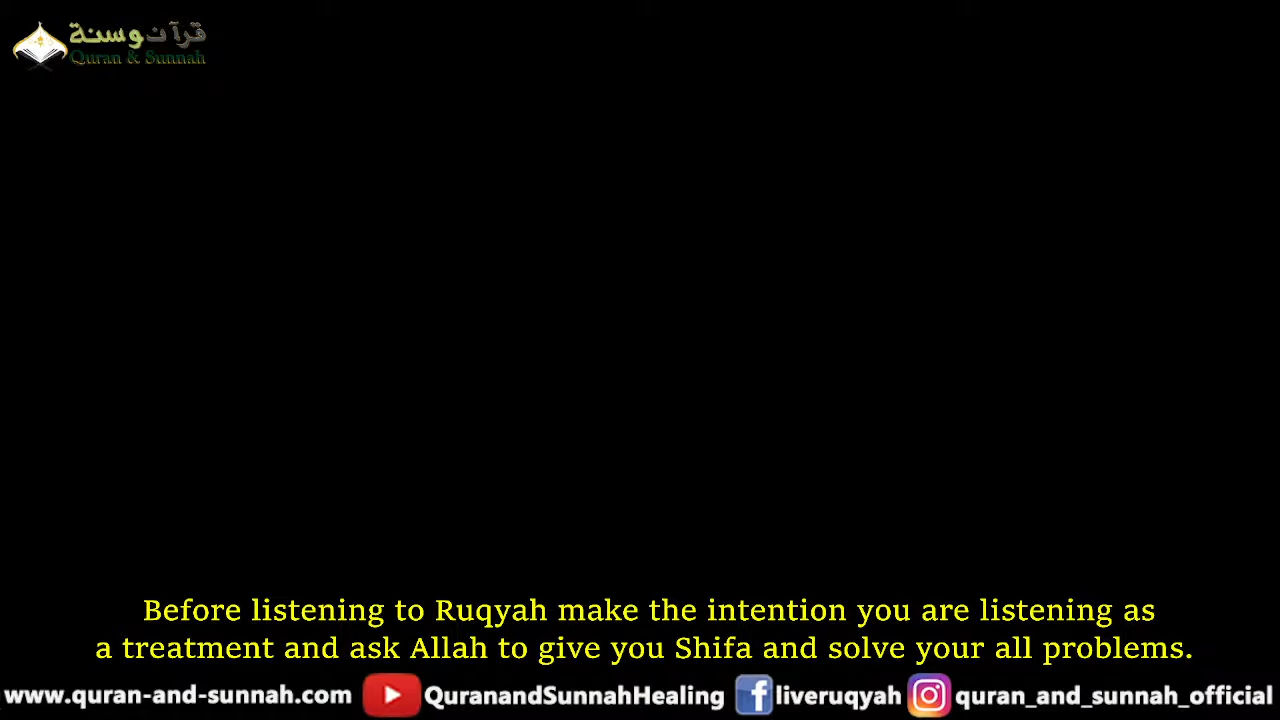 قرآن وسنة
Quran & Sunnah
Before listening to Ruqyah make the intention you are listening as
a treatment and ask Allah to give you Shifa and solve your all problems.
www.quran-and-sunnah.com QuranandSunnahHealing liveruqyah quran_and_sunnah_official